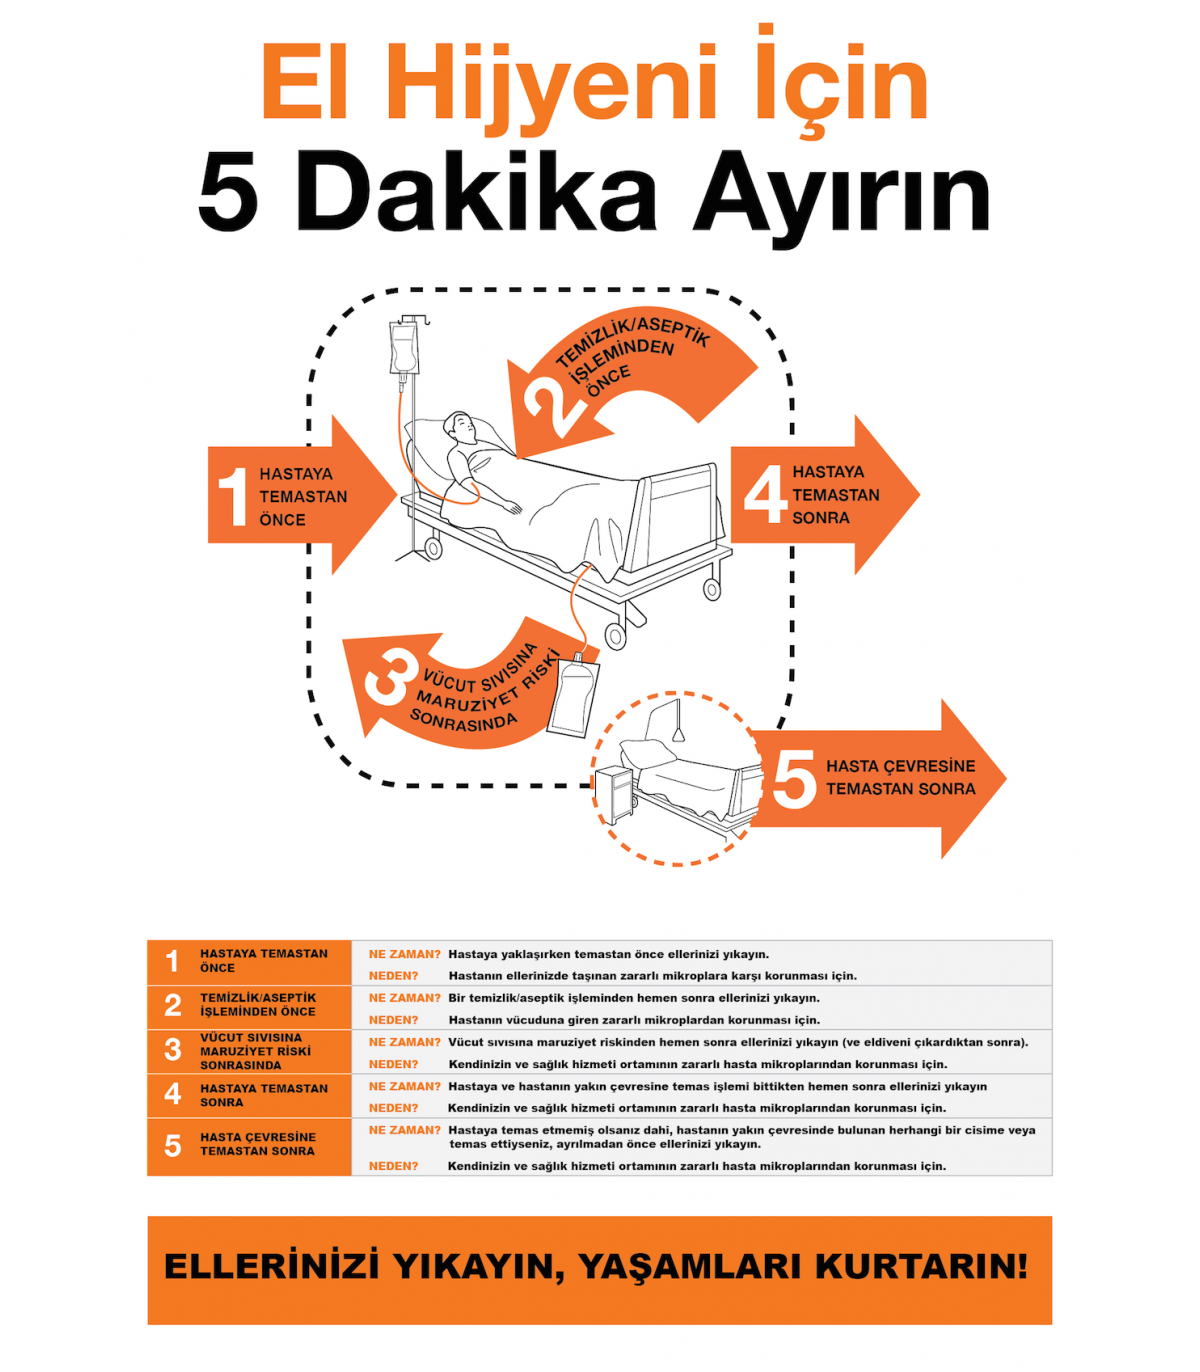 El Hijyeni İçin
5 Dakika Ayırın
1
HASTAYA
TEMASTAN
ÖNCE
2
TEMİZLİK/ASEPTİK
İŞLEMİNDEN
ÖNCE
3
VÜCUT SIVISINA
MARUZİYET RİSKİ
SONRASINDA
4
HASTAYA
TEMASTAN
SONRA
5
HASTA ÇEVRESİNE
TEMASTAN SONRA
1
HASTAYA TEMASTAN
ÖNCE
NE ZAMAN? Hastaya yaklaşırken temastan önce ellerinizi yıkayın.
NEDEN? Hastanın ellerinizde taşınan zararlı mikroplara karşı korunması için.
2
TEMİZLİK/ASEPTİK
İŞLEMİNDEN ÖNCE
NE ZAMAN? Bir temizlik/aseptik işleminden hemen sonra ellerinizi yıkayın.
NEDEN? Hastanın vücuduna giren zararlı mikroplardan korunması için.
3
VÜCUT SIVISINA
MARUZİYET RİSKİ
SONRASINDA
NE ZAMAN? Vücut sıvısına maruziyet riskinden hemen sonra ellerinizi yıkayın (ve eldiveni çıkardıktan sonra).
NEDEN? Kendinizin ve sağlık hizmeti ortamının zararlı hasta mikroplarından korunması için.
4
HASTAYA TEMASTAN
SONRA
NE ZAMAN? Hastaya ve hastanın yakın çevresine temas işlemi bittikten hemen sonra ellerinizi yıkayın
NEDEN? Kendinizin ve sağlık hizmeti ortamının zararlı hasta mikroplarından korunması için.
5
HASTA ÇEVRESİNE
TEMASTAN SONRA
NE ZAMAN? Hastaya temas etmemiş olsanız dahi, hastanın yakın çevresinde bulunan herhangi bir cisime veya
temas ettiyseniz, ayrılmadan önce ellerinizi yıkayın.
NEDEN? Kendinizin ve sağlık hizmeti ortamının zararlı hasta mikroplarından korunması için.
ELLERİNİZİ YIKAYIN, YAŞAMLARI KURTARIN!